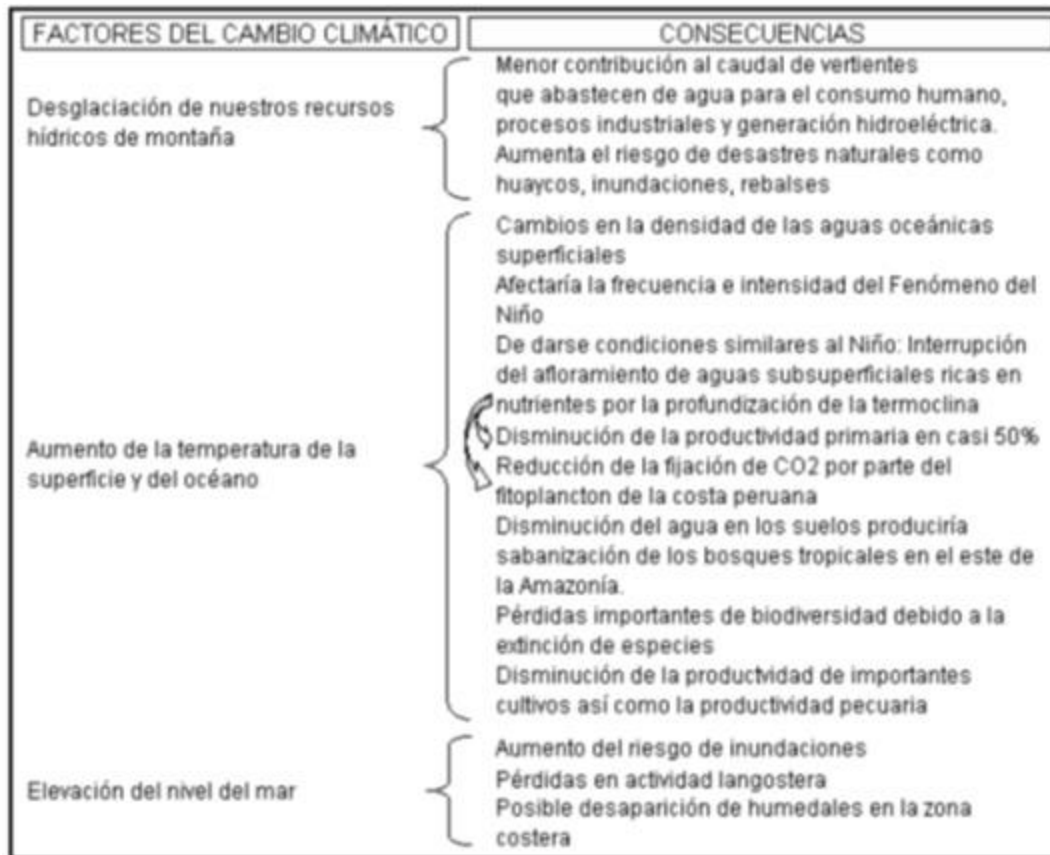 FACTORES DEL CAMBIO CLIMÁTICO
CONSECUENCIAS
Desglaciación de nuestros recursos
hídricos de montaña
Menor contribución al caudal de vertientes
que abastecen de agua para el consumo humano,
procesos industriales y generación hidroeléctrica.
Aumenta el riesgo de desastres naturales como
huaycos, inundaciones, rebalses
Aumento de la temperatura de la
superficie y del océano
Cambios en la densidad de las aguas oceánicas
superficiales
Afectaría la frecuencia e intensidad del Fenómeno del
Niño
De darse condiciones similares al Niño: Interrupción
del afloramiento de aguas subsuperficiales ricas en
nutrientes por la profundización de la termoclina
Disminución de la productividad primaria en casi 50%
Reducción de la fijación de CO2 por parte del
fitoplancton de la costa peruana
Disminución del agua en los suelos produciría
sabanización de los bosques tropicales en el este de
la Amazonía.
Pérdidas importantes de biodiversidad debido a la
extinción de especies
Disminución de la productvidad de importantes
cultivos así como la productividad pecuaria
Elevación del nivel del mar
Aumento del riesgo de inundaciones
Pérdidas en actividad langostera
Posible desaparición de humedales en la zona
costera